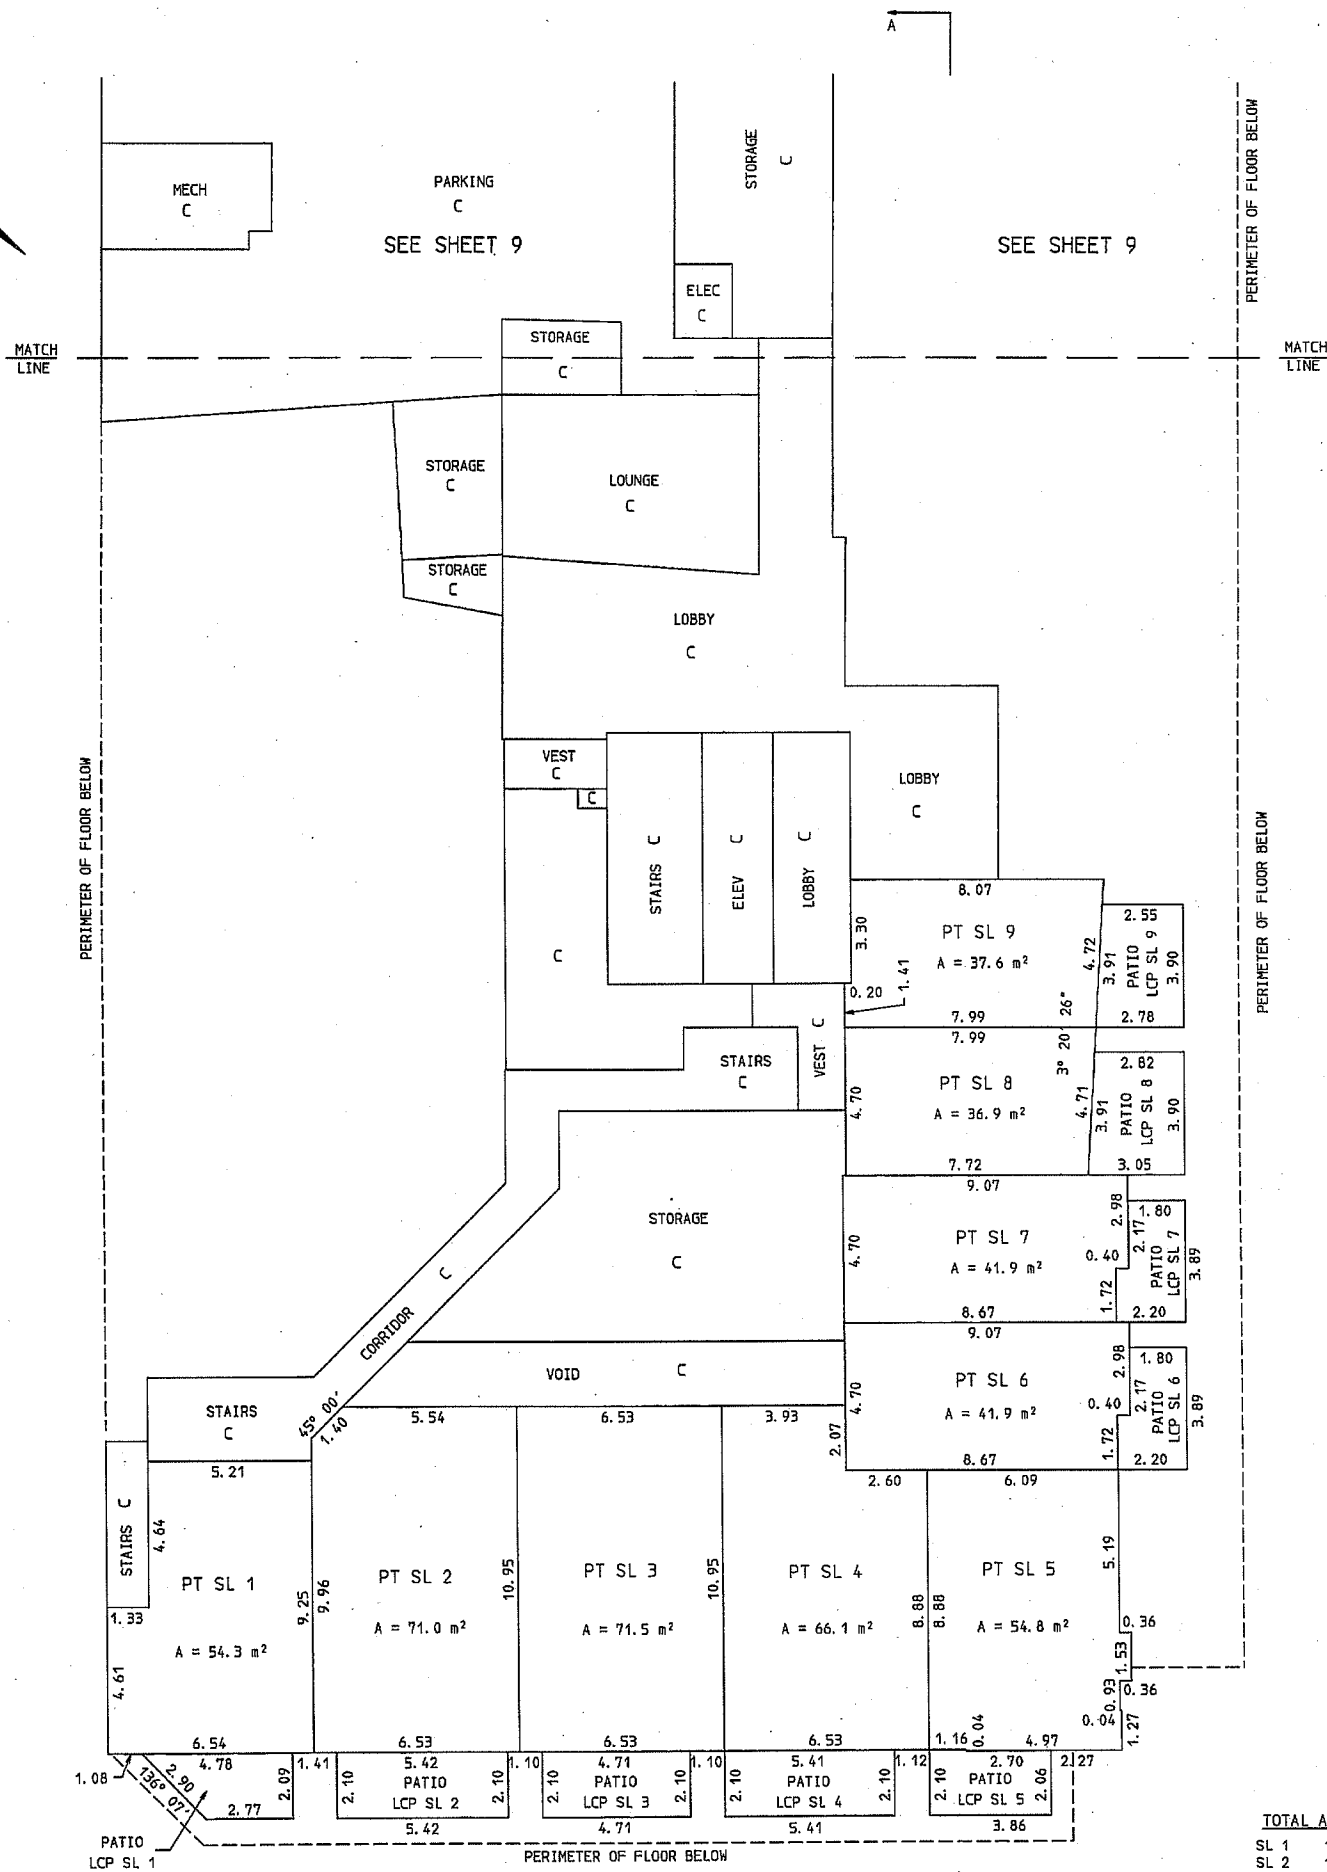 A
MECH
C
PARKING
C
SEE SHEET 9
STORAGE
C
SEE SHEET 9
PERIMETER OF FLOOR BELOW
ELEC
C
MATCH
LINE
STORAGE
C
MATCH
LINE
STORAGE
C
LOUNGE
C
STORAGE
C
LOBBY
C
PERIMETER OF FLOOR BELOW
VEST
C
C
C
STAIRS C
ELEV C
LOBBY C
LOBBY
C
PERIMETER OF FLOOR BELOW
8.07
3.30
PT SL 9
A = 37.6 m²
4.72
2.55
3.91
PATIO
LCP SL 9
3.90
2.78
0.20
1.41
7.99
3° 20' 26"
7.99
STAIRS
C
VEST C
4.70
PT SL 8
A = 36.9 m²
4.71
2.82
3.91
PATIO
LCP SL 8
3.90
3.05
7.72
9.07
STORAGE
C
4.70
PT SL 7
A = 41.9 m²
2.98
1.80
2.17
0.40
PATIO
LCP SL 7
3.89
1.72
2.20
8.67
9.07
CORRIDOR C
VOID C
4.70
PT SL 6
A = 41.9 m²
2.98
1.80
2.17
0.40
PATIO
LCP SL 6
3.89
1.72
2.20
8.67
STAIRS
C
45° 00'
1.40
5.54
6.53
3.93
2.07
2.60
6.09
5.21
STAIRS C
4.64
PT SL 1
A = 54.3 m²
1.33
4.61
9.25
9.96
PT SL 2
A = 71.0 m²
10.95
PT SL 3
A = 71.5 m²
10.95
PT SL 4
A = 66.1 m²
8.88
8.88
PT SL 5
A = 54.8 m²
5.19
0.36
1.53
0.36
0.93
0.04
1.27
6.54
6.53
6.53
6.53
1.16
0.04
4.97
1.08
4.78
2.90
136° 07'
2.09
2.77
PATIO
LCP SL 1
1.41
5.42
2.10
PATIO
LCP SL 2
2.10
5.42
1.10
4.71
2.10
PATIO
LCP SL 3
2.10
4.71
1.10
5.41
2.10
PATIO
LCP SL 4
2.10
5.41
1.12
2.70
2.27
2.10
PATIO
LCP SL 5
2.06
3.86
PERIMETER OF FLOOR BELOW
TOTAL A
SL 1
SL 2